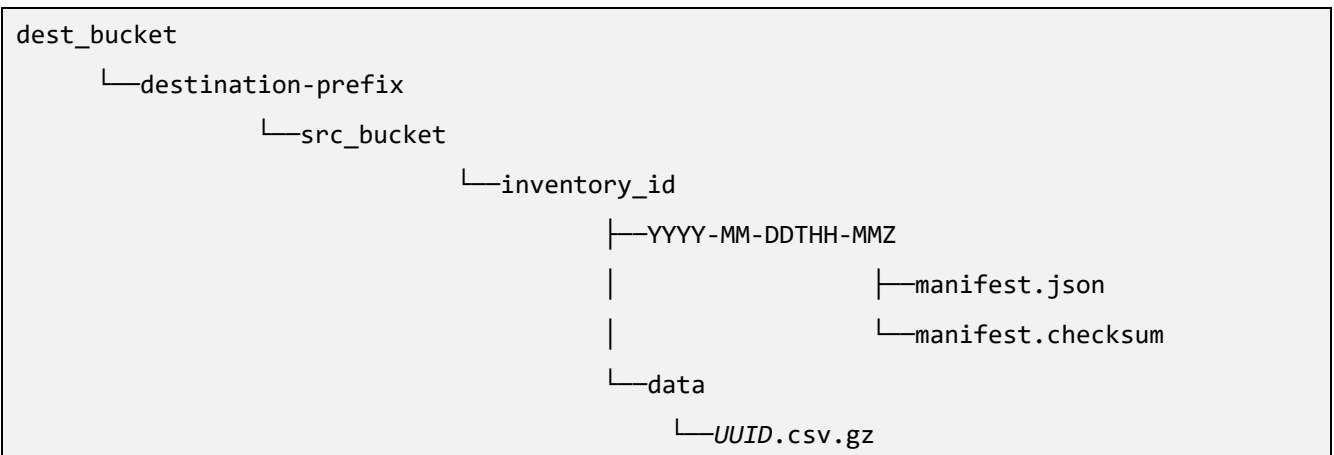 dest_bucket
└──destination-prefix
└──src_bucket
└──inventory_id
├──YYYY-MM-DDTHH-MMZ
│ ├──manifest.json
│ └──manifest.checksum
└──data
└──UUID.csv.gz